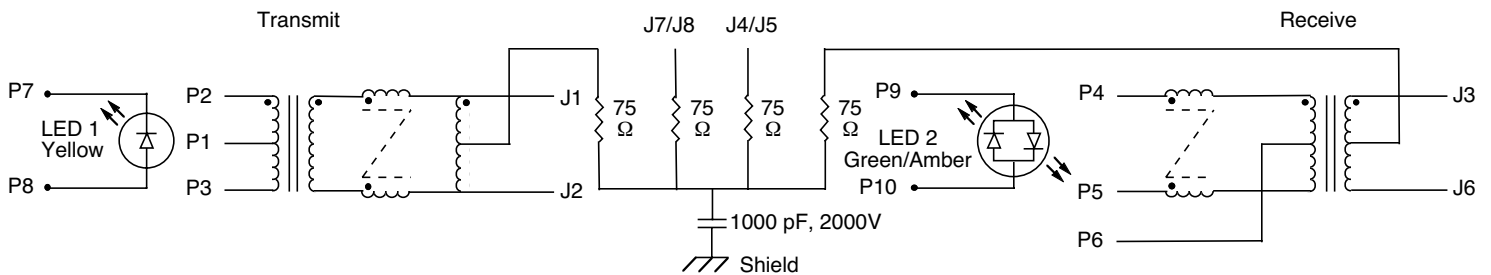 Transmit
J7/J8
J4/J5
Receive
P7
P2
J1
75
Ω
75
Ω
75
Ω
75
Ω
P9
P4
J3
LED 1
Yellow
P1
LED 2
Green/Amber
P8
P3
J2
P10
P5
J6
1000 pF, 2000V
P6
Shield